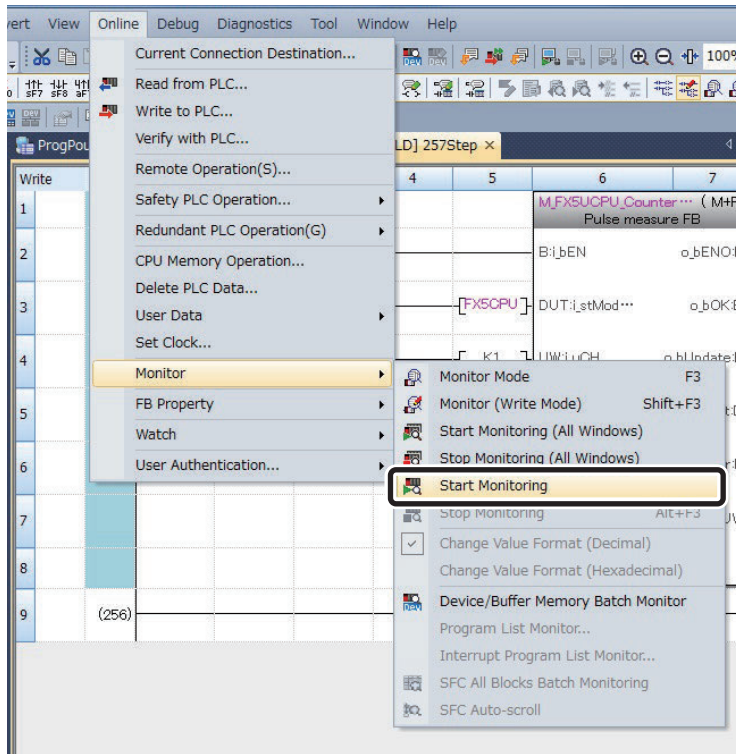 View Online Debug Diagnostics Tool Window Help
100%
SF7 SF8
DEV
ProgPou
LD] 257Step ×
Write 4 5 6 7
1
2
3
4
5
6
7
8
9 (256)
M_FX5UCPU_Counter… ( M+F
Pulse measure FB
B:i_bEN o_bENO:
FX5CPU DUT:i_stMod… o_bOK:
K1 UW:i_uCH o_bUpdate:
Current Connection Destination...
Read from PLC...
Write to PLC...
Verify with PLC...
Remote Operation(S)...
Safety PLC Operation...
Redundant PLC Operation(G)
CPU Memory Operation...
Delete PLC Data...
User Data
Set Clock...
Monitor
FB Property
Watch
User Authentication...
Monitor Mode F3
Monitor (Write Mode) Shift+F3
Start Monitoring (All Windows)
Stop Monitoring (All Windows)
Start Monitoring
Stop Monitoring Alt+F3
Change Value Format (Decimal)
Change Value Format (Hexadecimal)
Device/Buffer Memory Batch Monitor
Program List Monitor...
Interrupt Program List Monitor...
SFC All Blocks Batch Monitoring
SFC Auto-scroll